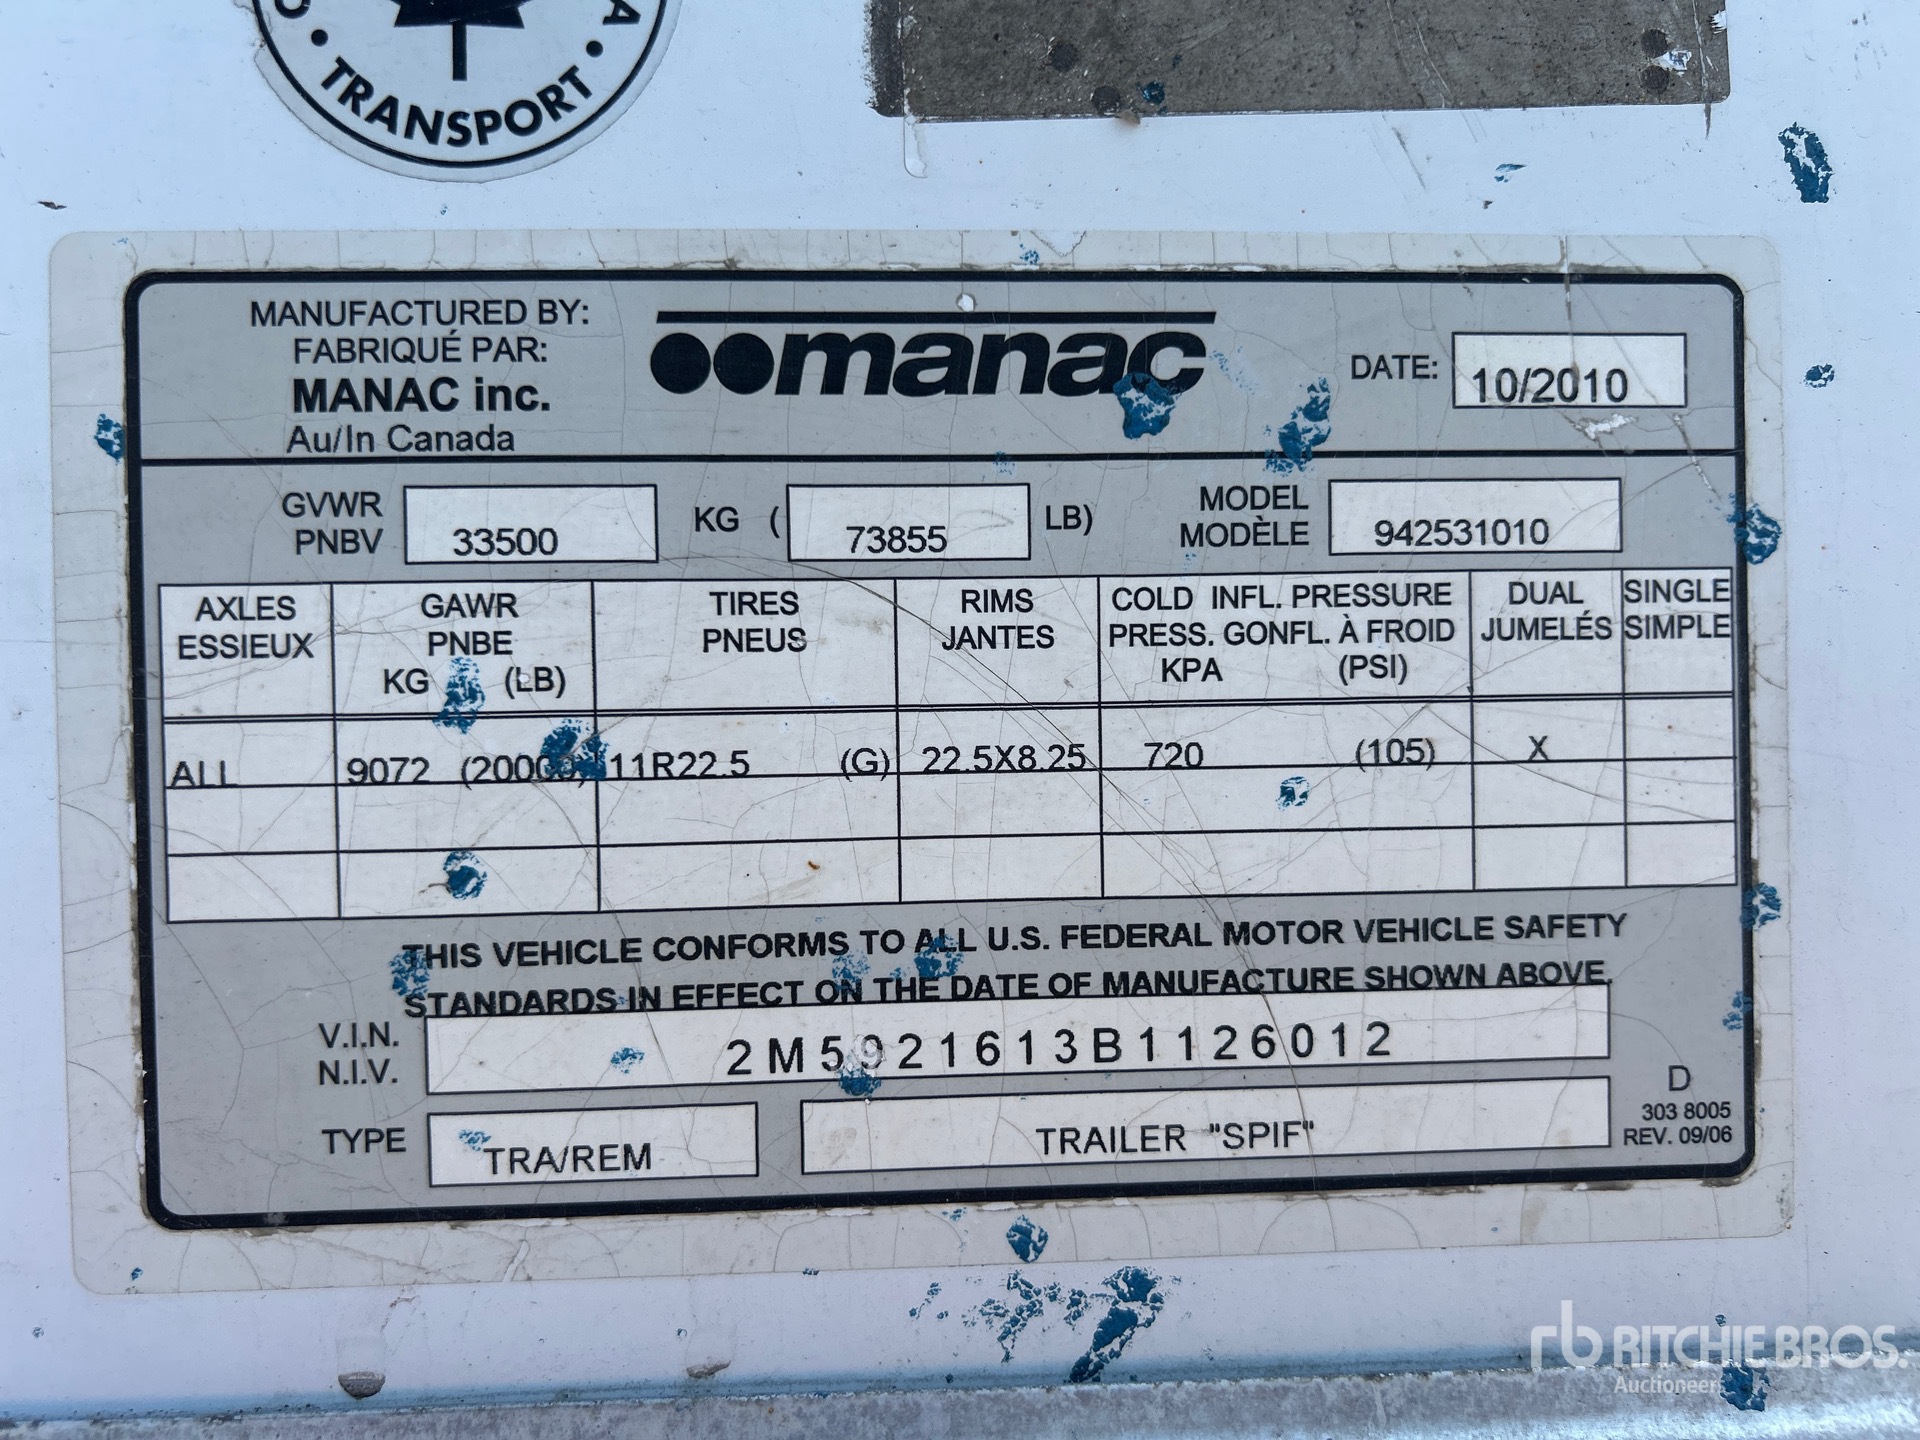 TRANSPORT
MANUFACTURED BY:
FABRIQUÉ PAR:
MANAC inc.
Au/In Canada
manac
DATE: 10/2010
GVWR
PNBV
33500 KG ( 73855 LB)
MODEL
MODÈLE
942531010
AXLES
ESSIEUX
GAWR
PNBE
KG (LB)
TIRES
PNEUS
RIMS
JANTES
COLD INFL. PRESSURE
PRESS. GONFL. À FROID
KPA (PSI)
DUAL
JUMELÉS
SINGLE
SIMPLE
ALL 9072 (20000) 11R22.5 (G) 22.5X8.25 720 (105) X
THIS VEHICLE CONFORMS TO ALL U.S. FEDERAL MOTOR VEHICLE SAFETY
STANDARDS IN EFFECT ON THE DATE OF MANUFACTURE SHOWN ABOVE.
V.I.N.
N.I.V.
2M5921613B1126012
TYPE TRA/REM TRAILER "SPIF"
D
303 8005
REV. 09/06
rb RITCHIE BROS.
Auctioneers